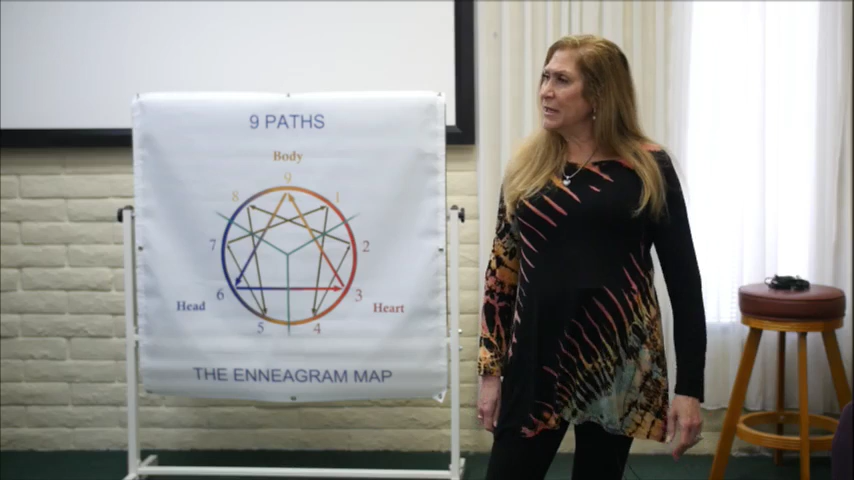 9 PATHS
Body
9
8 1
7 2
6 3
Head Heart
5 4
THE ENNEAGRAM MAP